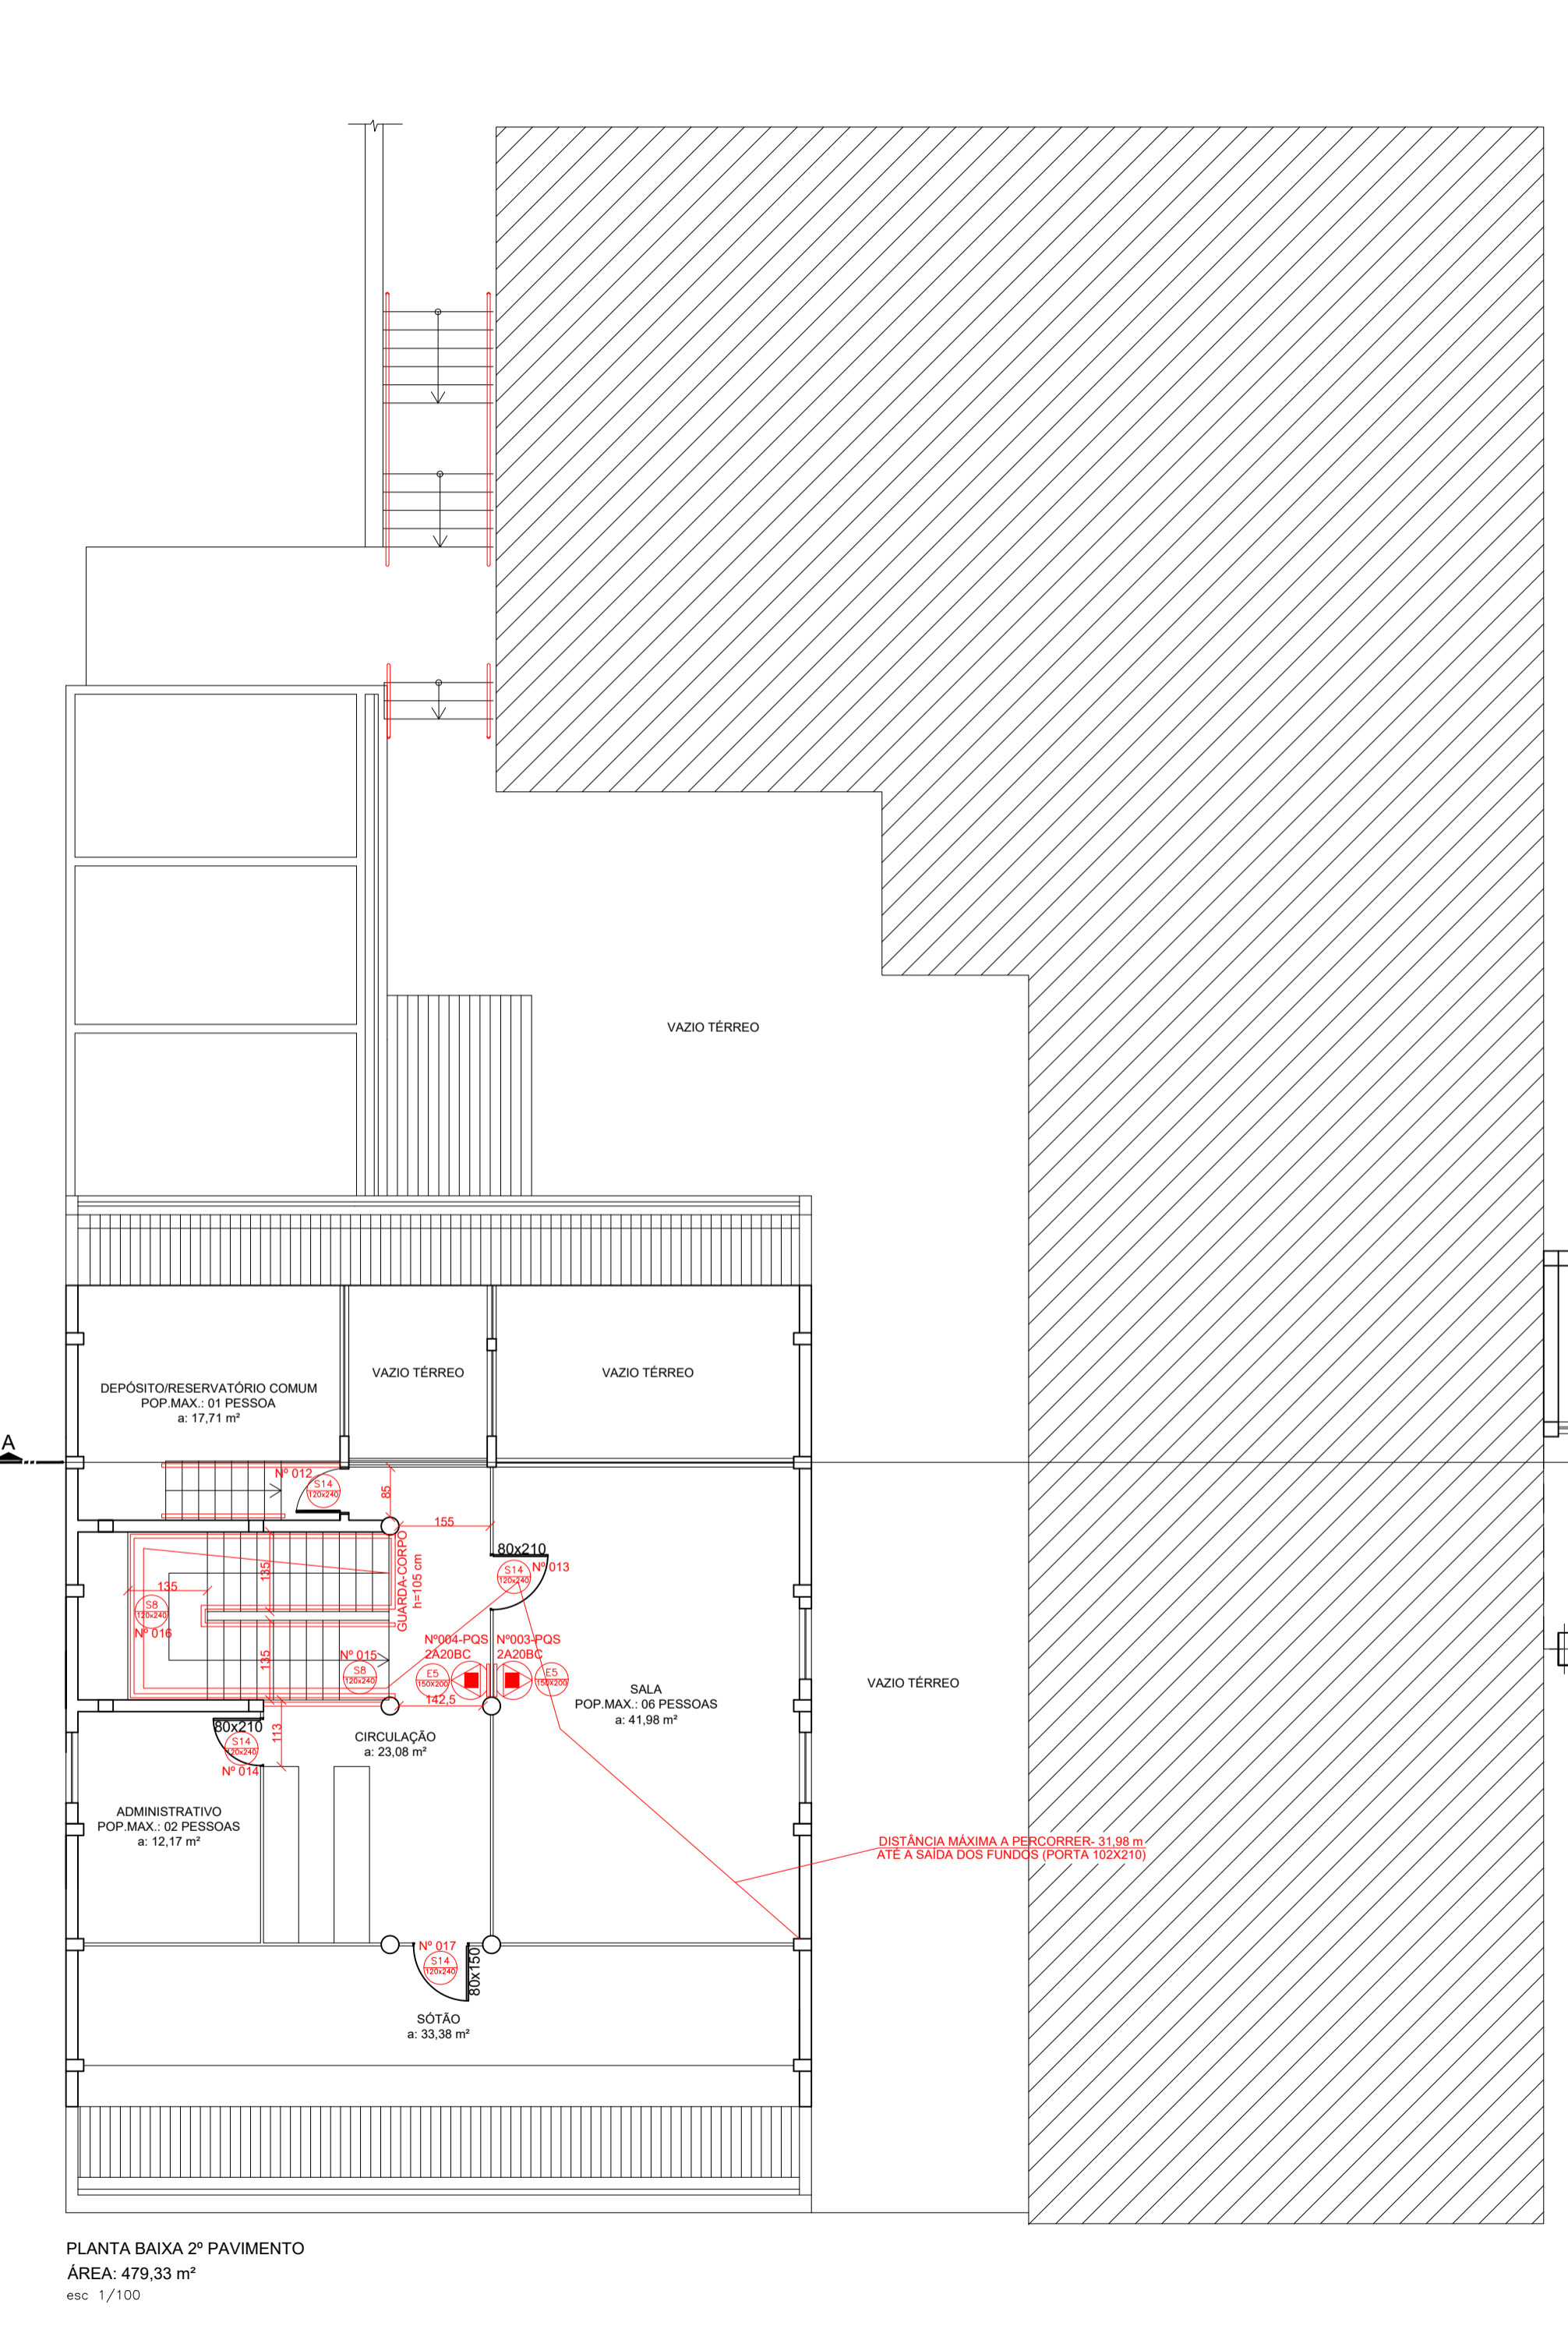 VAZIO TÉRREO
DEPÓSITO/RESERVATÓRIO COMUM
POP.MAX.: 01 PESSOA
a: 17,71 m²
VAZIO TÉRREO
VAZIO TÉRREO
A
Nº 012
S14
120x240
85
155
GUARDA-CORPO
h=105 cm
80x210
S14
120x240
Nº 013
135
135
S8
120x240
Nº 016
135
Nº 015
S8
120x240
Nº004-PQS
2A20BC
Nº003-PQS
2A20BC
E5
150X200
E5
150X200
142,5
SALA
POP.MAX.: 06 PESSOAS
a: 41,98 m²
VAZIO TÉRREO
80x210
S14
120x240
Nº 014
113
CIRCULAÇÃO
a: 23,08 m²
ADMINISTRATIVO
POP.MAX.: 02 PESSOAS
a: 12,17 m²
DISTÂNCIA MÁXIMA A PERCORRER- 31,98 m
ATÉ A SAÍDA DOS FUNDOS (PORTA 102X210)
Nº 017
S14
120x240
80x150
SÓTÃO
a: 33,38 m²
PLANTA BAIXA 2º PAVIMENTO
ÁREA: 479,33 m²
esc 1/100